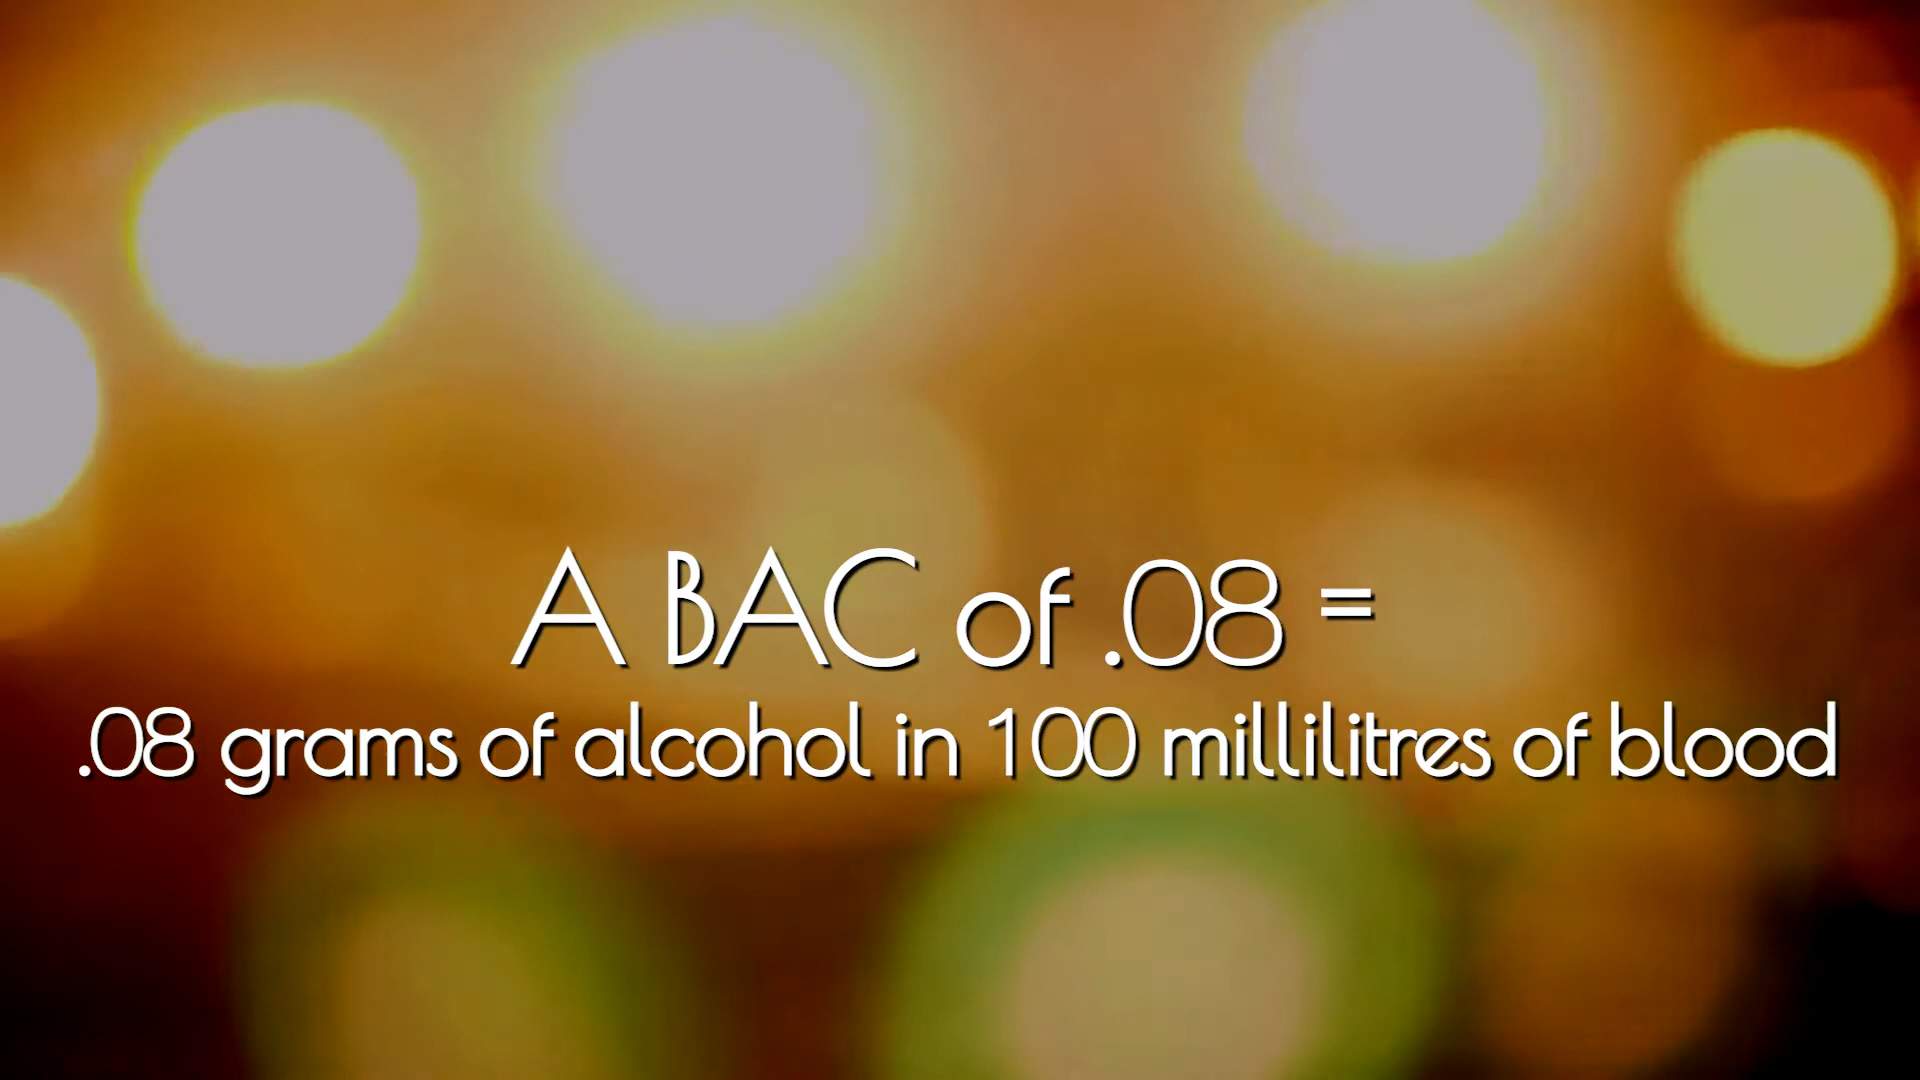 A BAC of .08 =
.08 grams of alcohol in 100 millilitres of blood